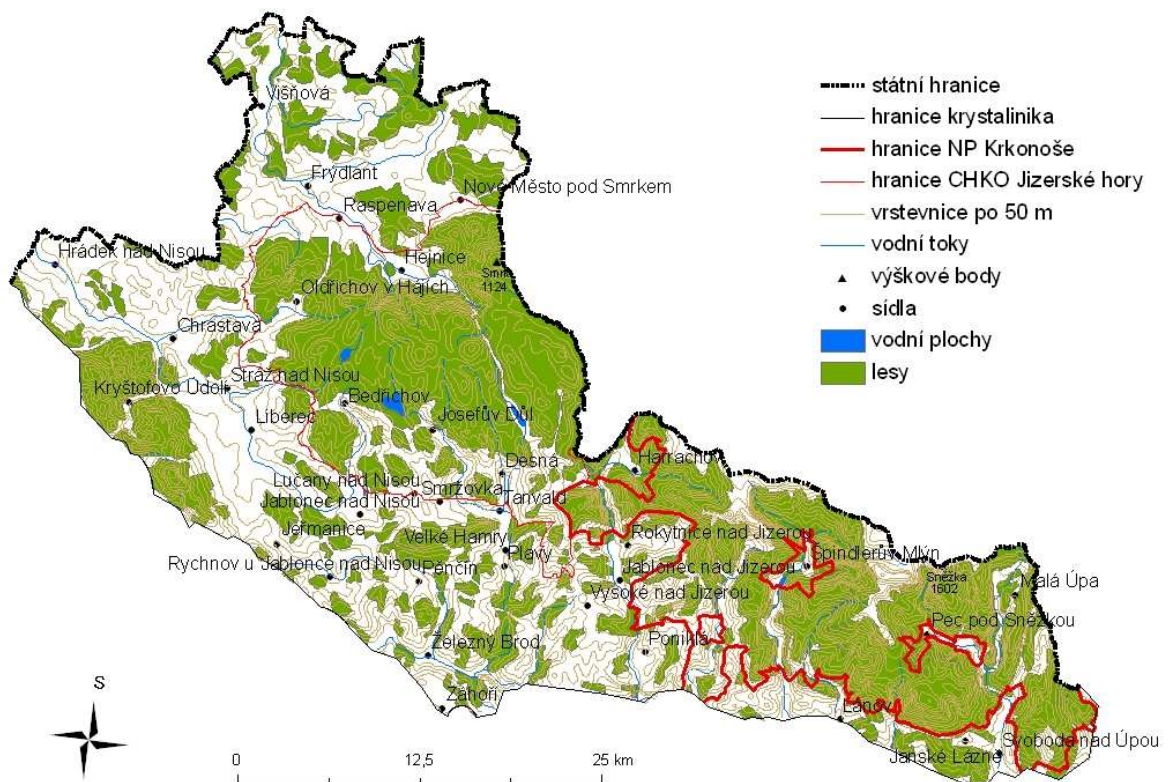 státní hranice
hranice krystalinika
hranice NP Krkonoše
hranice CHKO Jizerské hory
vrstevnice po 50 m
vodní toky
výškové body
sídla
vodní plochy
lesy
Višňová
Frýdlant
Nové Město pod Smrkem
Raspenava
Hrádek nad Nisou
Hejnice
Smrk
1124
Oldřichov v Hájích
Chrastava
Kryštofovo Údolí
Stráž nad Nisou
Bedřichov
Liberec
Josefův Důl
Harrachov
Desná
Lučany nad Nisou
Smržovka
Tanvald
Jablonec nad Nisou
Jeřmanice
Velké Hamry
Rokytnice nad Jizerou
Plavy
Špindlerův Mlýn
Rychnov u Jablonce nad Nisou
Pěnčín
Jablonec nad Jizerou
Sněžka
1602
Malá Úpa
Vysoké nad Jizerou
Pec pod Sněžkou
Železný Brod
Poniklá
Záhoří
Lánov
Svoboda nad Úpou
Janské Lázně
S
0 12,5 25 km